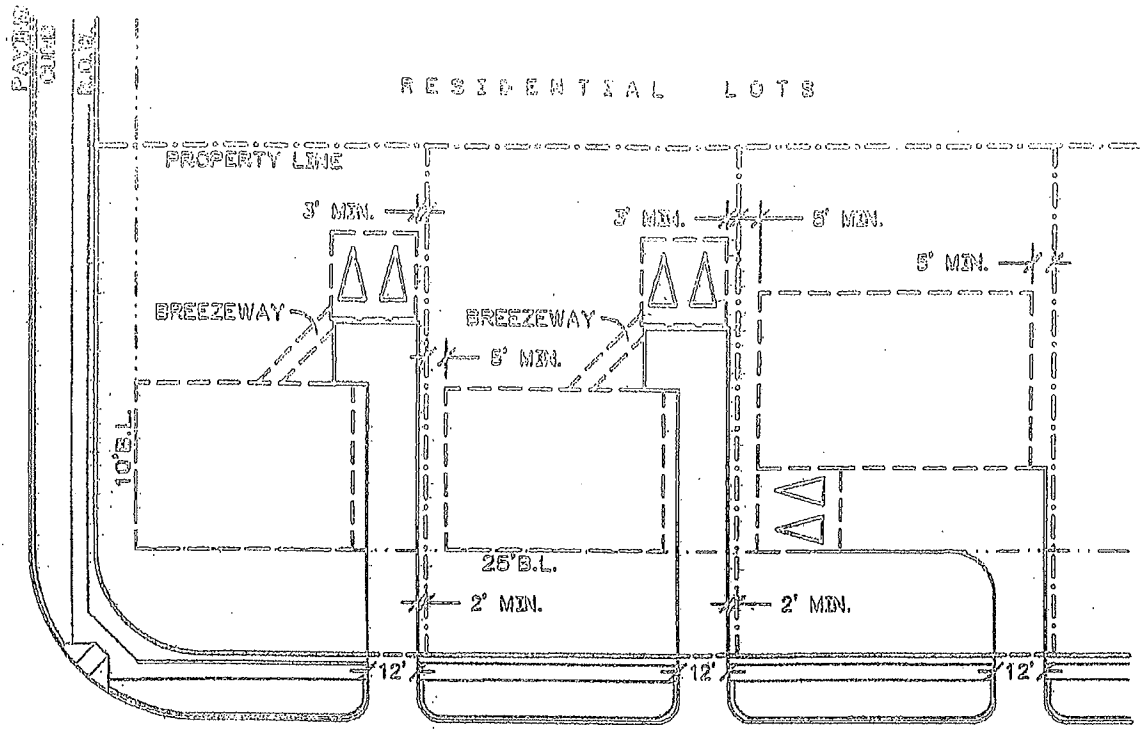 PAVING
CURB
R.O.W.
RESIDENTIAL LOTS
PROPERTY LINE
3' MIN.
3' MIN.
5' MIN.
5' MIN.
BREEZEWAY
BREEZEWAY
5' MIN.
10' B.L.
25' B.L.
2' MIN.
2' MIN.
12'
12'
12'